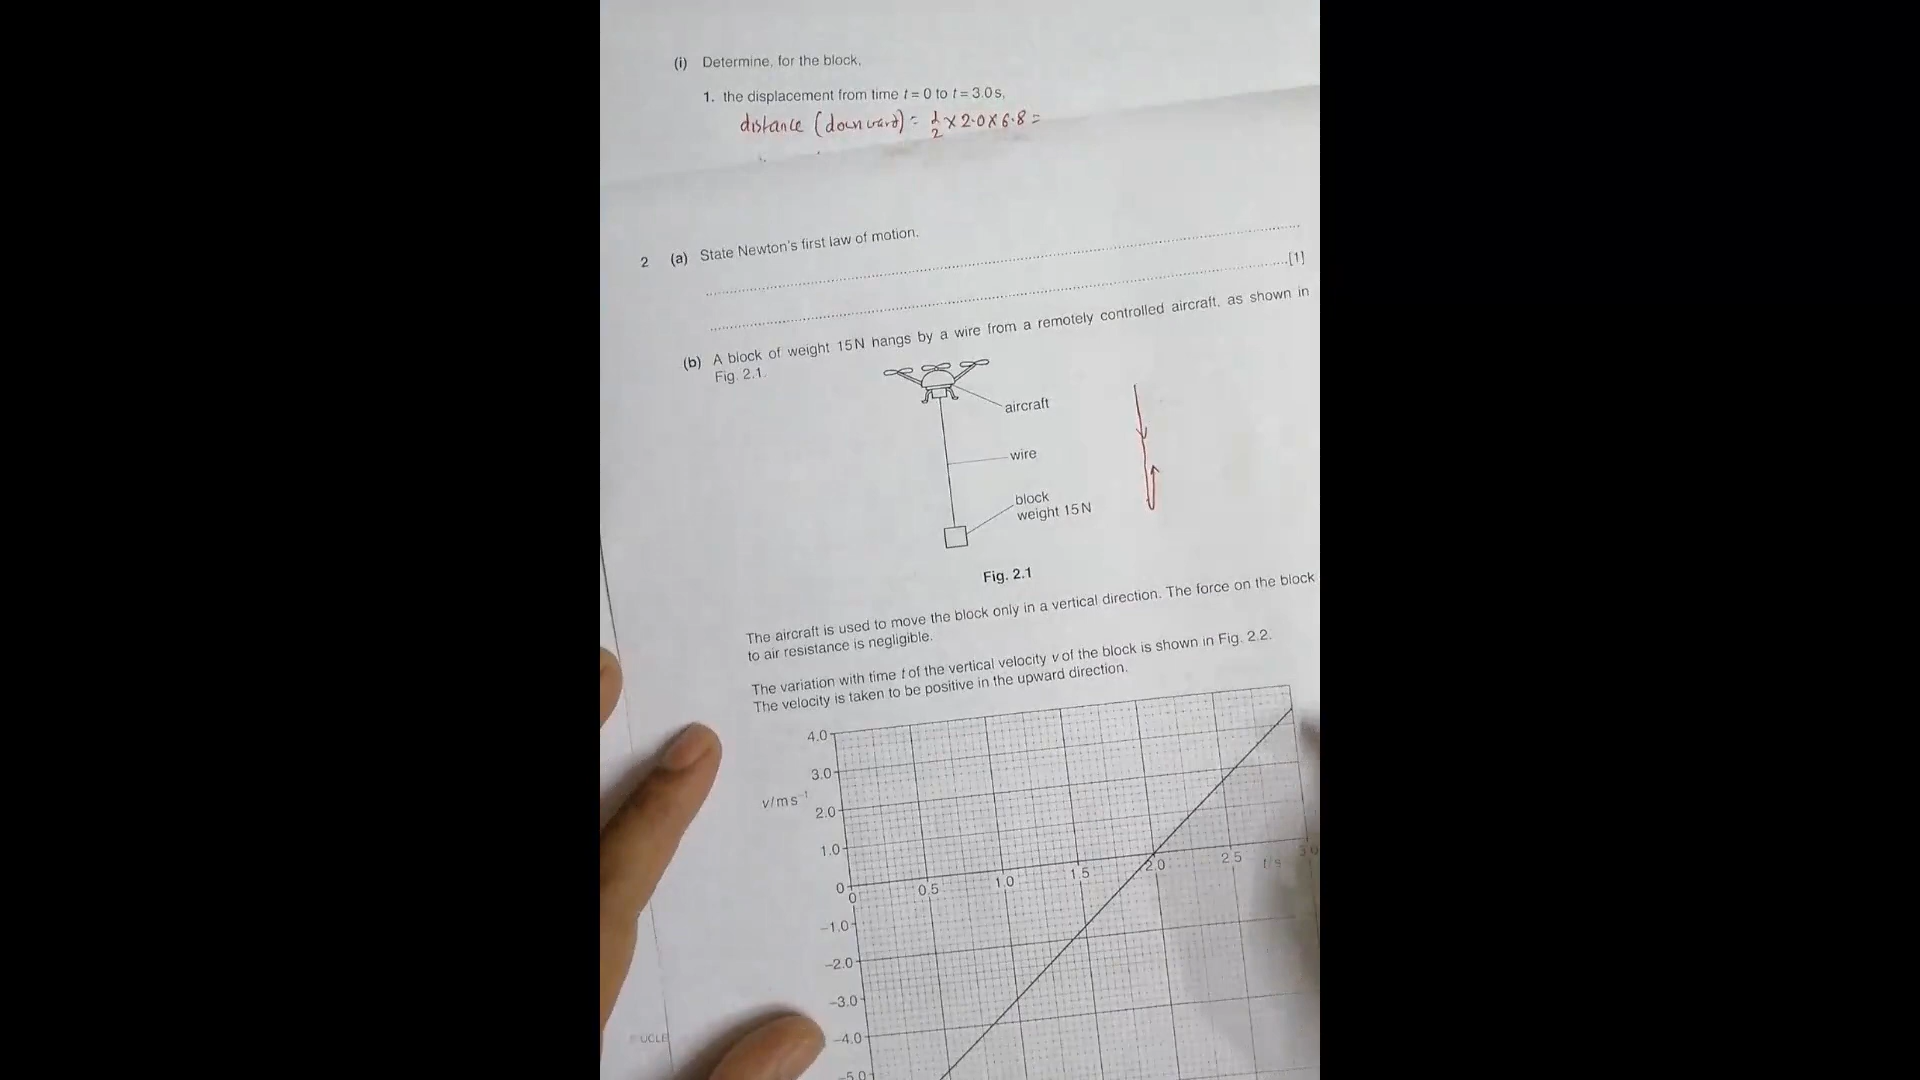 (i) Determine, for the block,
1. the displacement from time t = 0 to t = 3.0 s,
distance (downward) = 1/2 × 2.0 × 6.8 =
2 (a) State Newton's first law of motion.
[1]
(b) A block of weight 15 N hangs by a wire from a remotely controlled aircraft, as shown in
Fig. 2.1.
aircraft
wire
block
weight 15 N
Fig. 2.1
The aircraft is used to move the block only in a vertical direction. The force on the block
to air resistance is negligible.
The variation with time t of the vertical velocity v of the block is shown in Fig. 2.2.
The velocity is taken to be positive in the upward direction.
4.0
3.0
v/m s⁻¹
2.0
1.0
0
0 0.5 1.0 1.5 2.0 2.5 t/s 3.0
−1.0
−2.0
−3.0
−4.0
−5.0
© UCLE